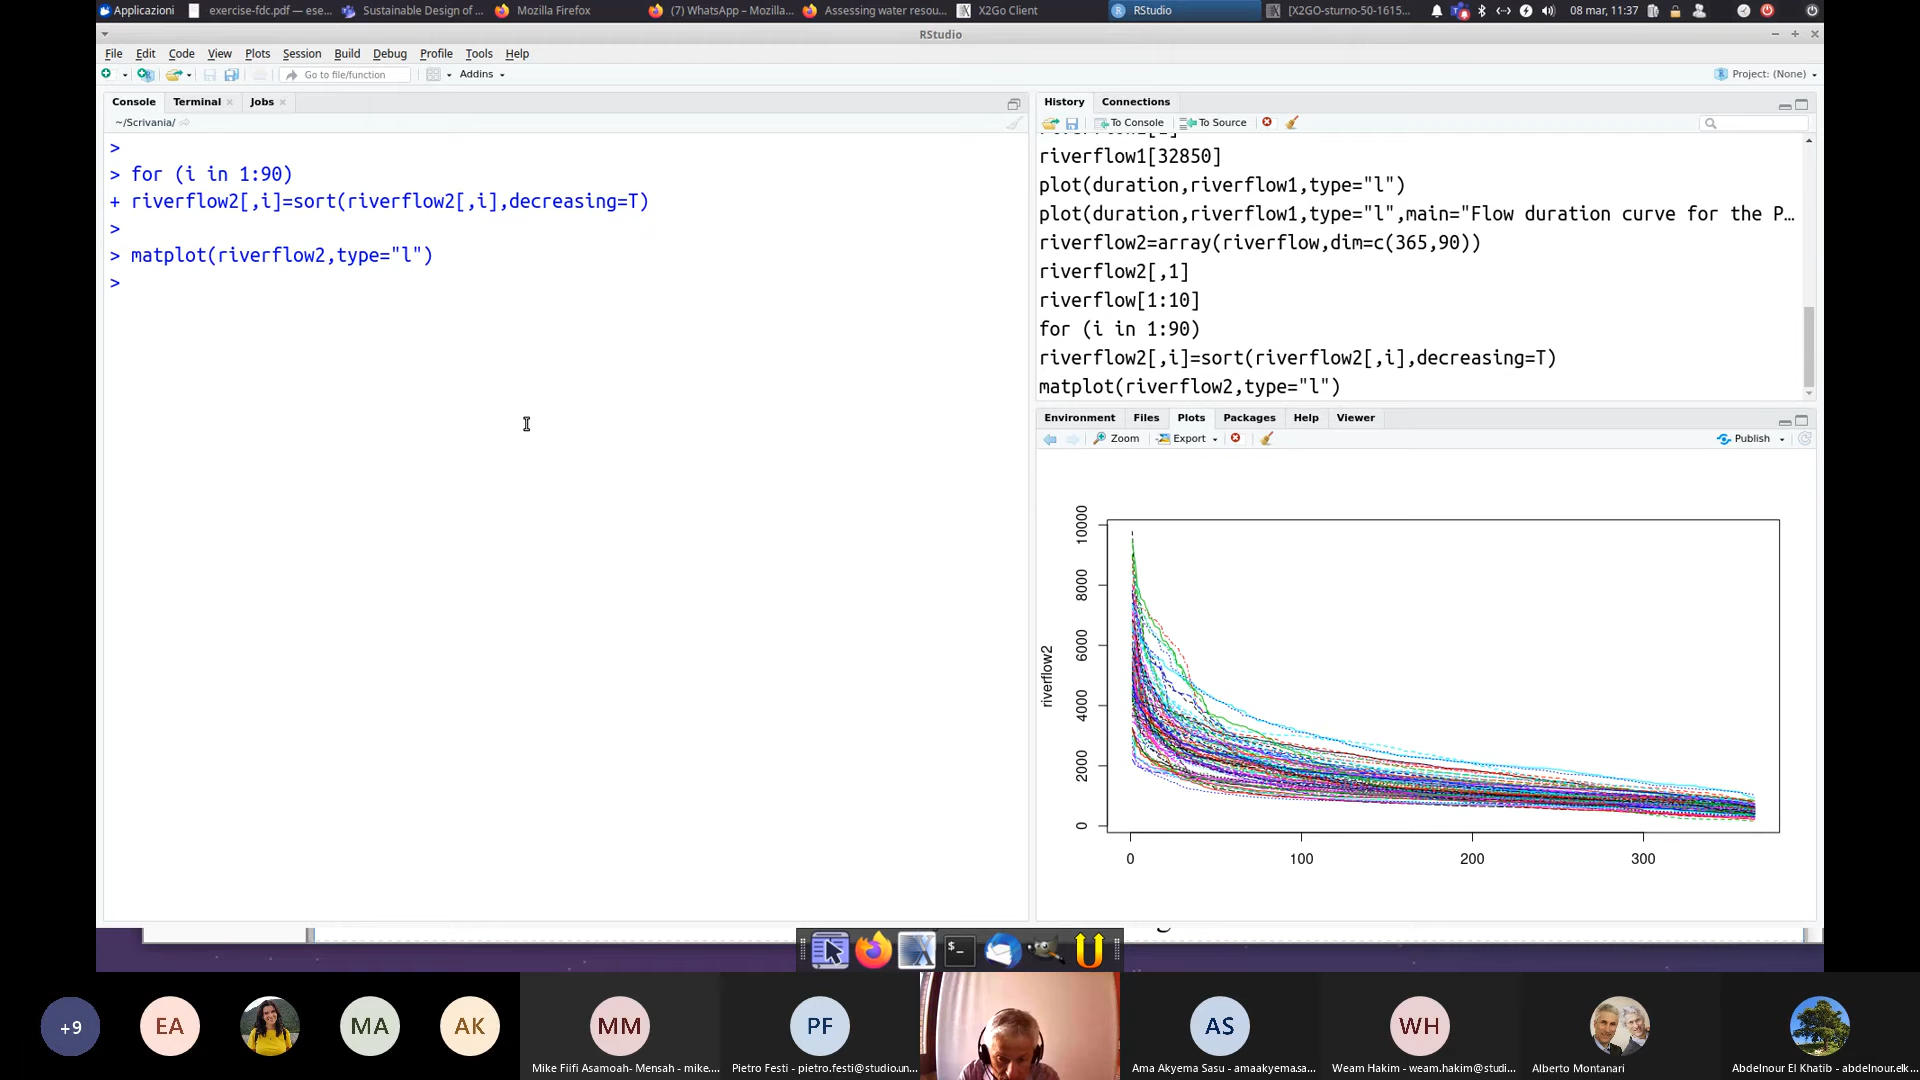 Applicazioni
exercise-fdc.pdf — ese...
Sustainable Design of ...
Mozilla Firefox
(7) WhatsApp – Mozilla...
Assessing water resou...
X2Go Client
RStudio
[X2GO-sturno-50-1615...
08 mar, 11:37
RStudio
File Edit Code View Plots Session Build Debug Profile Tools Help
Go to file/function
Addins
Project: (None)
Console Terminal Jobs
~/Scrivania/
>
> for (i in 1:90)
+ riverflow2[,i]=sort(riverflow2[,i],decreasing=T)
>
> matplot(riverflow2,type="l")
>
History Connections
To Console To Source
riverflow1[32850]
plot(duration,riverflow1,type="l")
plot(duration,riverflow1,type="l",main="Flow duration curve for the P…
riverflow2=array(riverflow,dim=c(365,90))
riverflow2[,1]
riverflow[1:10]
for (i in 1:90)
riverflow2[,i]=sort(riverflow2[,i],decreasing=T)
matplot(riverflow2,type="l")
Environment Files Plots Packages Help Viewer
Zoom Export Publish
riverflow2
10000
8000
6000
4000
2000
0
0 100 200 300
+9
EA
MA
AK
MM
PF
AS
WH
Mike Fiifi Asamoah- Mensah - mike....
Pietro Festi - pietro.festi@studio.un...
Ama Akyema Sasu - amaakyema.sa...
Weam Hakim - weam.hakim@studi...
Alberto Montanari
Abdelnour El Khatib - abdelnour.elk...